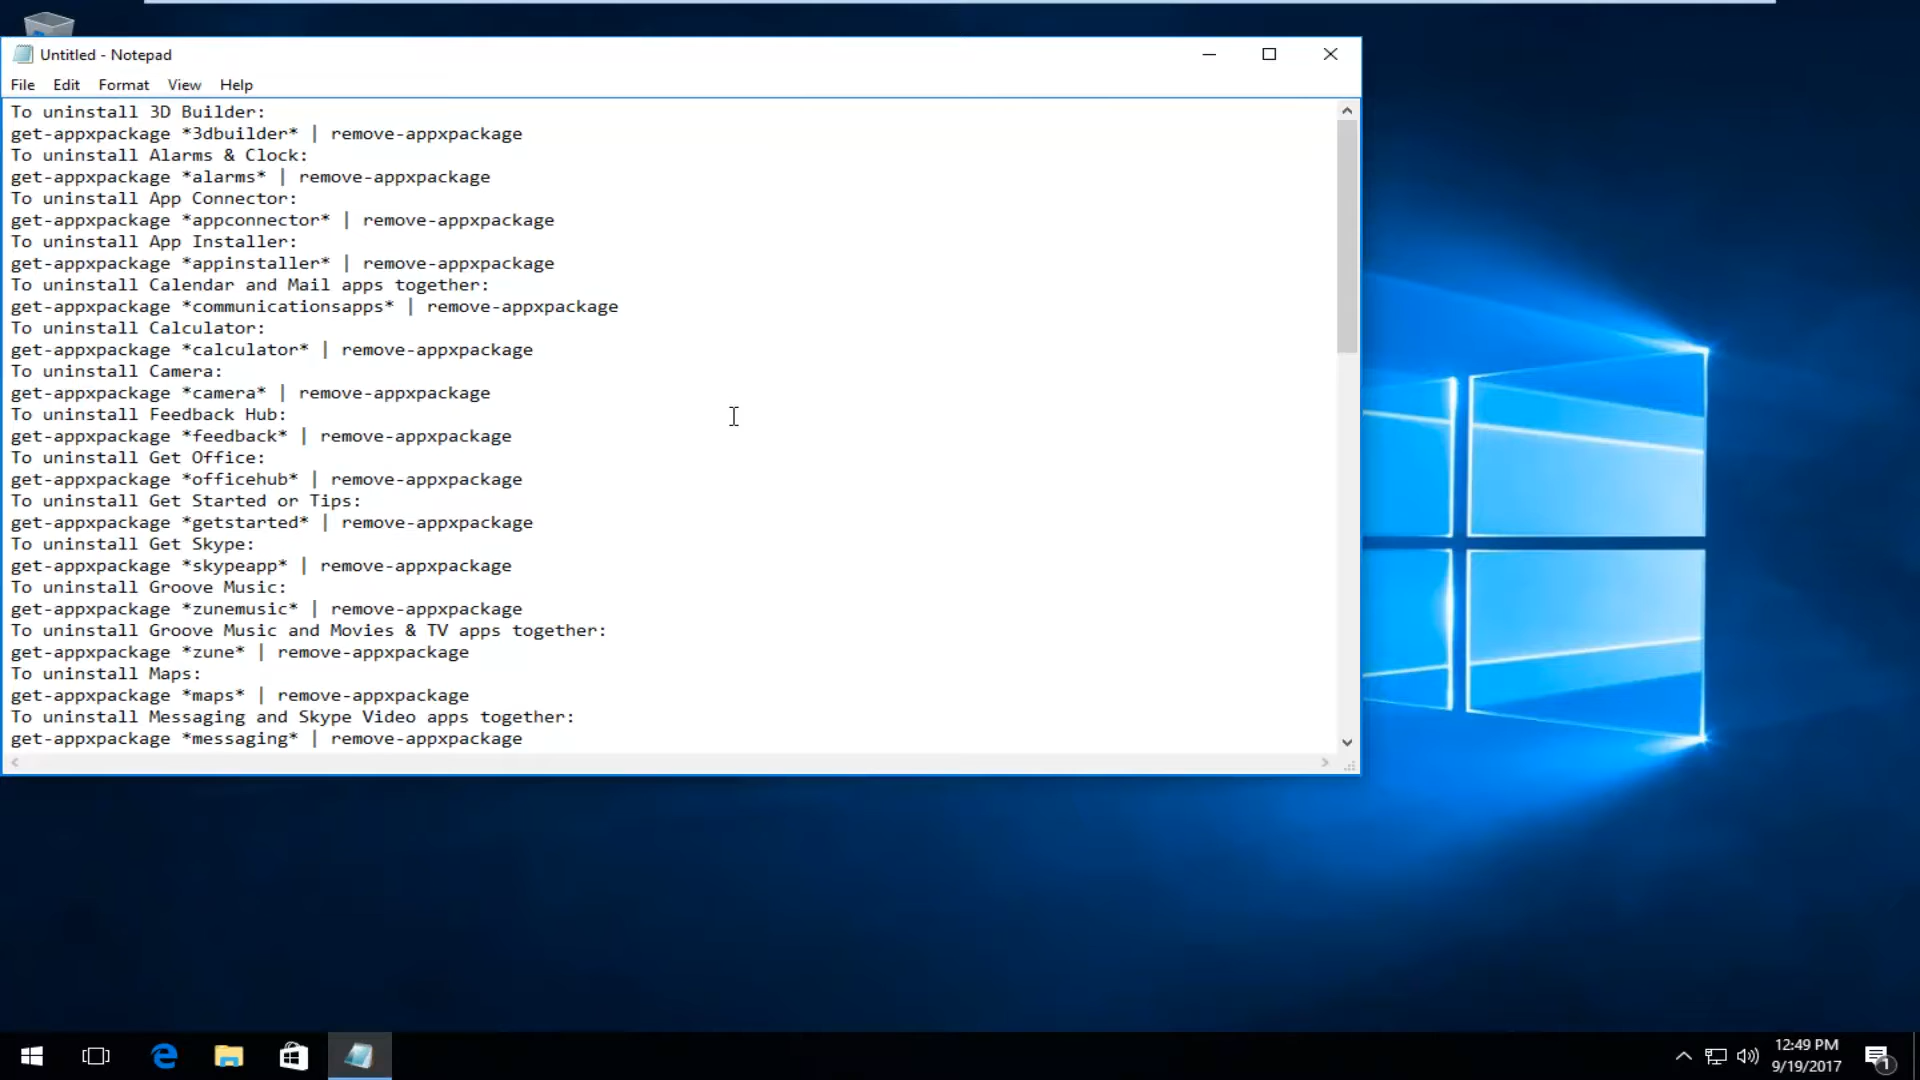 Untitled - Notepad
File Edit Format View Help
To uninstall 3D Builder:
get-appxpackage *3dbuilder* | remove-appxpackage
To uninstall Alarms & Clock:
get-appxpackage *alarms* | remove-appxpackage
To uninstall App Connector:
get-appxpackage *appconnector* | remove-appxpackage
To uninstall App Installer:
get-appxpackage *appinstaller* | remove-appxpackage
To uninstall Calendar and Mail apps together:
get-appxpackage *communicationsapps* | remove-appxpackage
To uninstall Calculator:
get-appxpackage *calculator* | remove-appxpackage
To uninstall Camera:
get-appxpackage *camera* | remove-appxpackage
To uninstall Feedback Hub:
get-appxpackage *feedback* | remove-appxpackage
To uninstall Get Office:
get-appxpackage *officehub* | remove-appxpackage
To uninstall Get Started or Tips:
get-appxpackage *getstarted* | remove-appxpackage
To uninstall Get Skype:
get-appxpackage *skypeapp* | remove-appxpackage
To uninstall Groove Music:
get-appxpackage *zunemusic* | remove-appxpackage
To uninstall Groove Music and Movies & TV apps together:
get-appxpackage *zune* | remove-appxpackage
To uninstall Maps:
get-appxpackage *maps* | remove-appxpackage
To uninstall Messaging and Skype Video apps together:
get-appxpackage *messaging* | remove-appxpackage
12:49 PM
9/19/2017
1